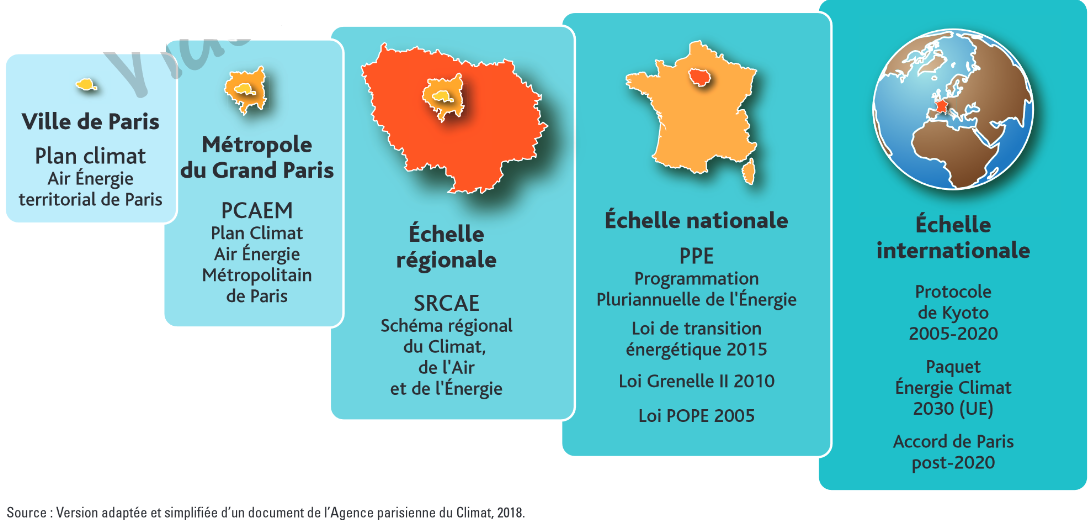 Ville de Paris
Plan climat
Air Énergie
territorial de Paris
Métropole
du Grand Paris
PCAEM
Plan Climat
Air Énergie
Métropolitain
de Paris
Échelle
régionale
SRCAE
Schéma régional
du Climat,
de l'Air
et de l'Énergie
Échelle nationale
PPE
Programmation
Pluriannuelle de l'Énergie
Loi de transition
énergétique 2015
Loi Grenelle II 2010
Loi POPE 2005
Échelle
internationale
Protocole
de Kyoto
2005-2020
Paquet
Énergie Climat
2030 (UE)
Accord de Paris
post-2020
Source : Version adaptée et simplifiée d’un document de l’Agence parisienne du Climat, 2018.